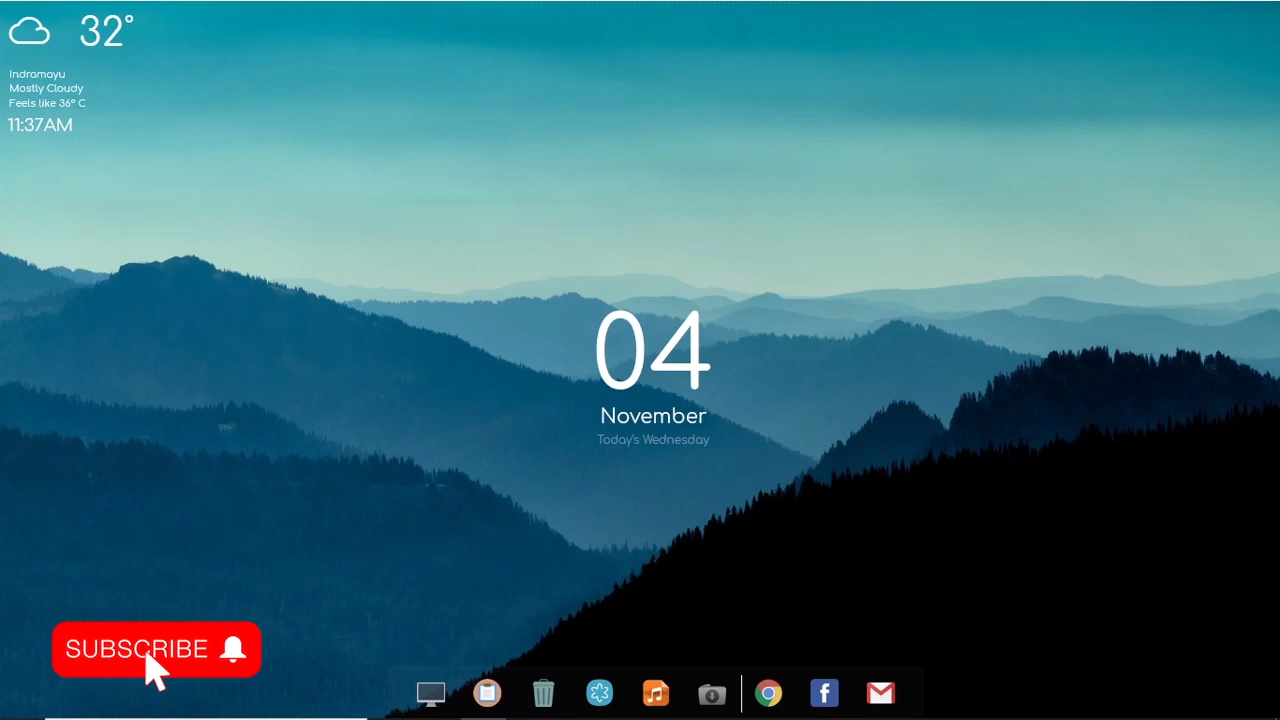 32°
Indramayu
Mostly Cloudy
Feels like 36° C
11:37AM
04
November
Today's Wednesday
SUBSCRIBE